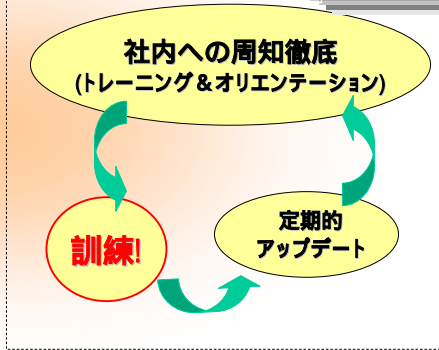 社内への周知徹底
(トレーニング＆オリエンテーション)
訓練!
定期的
アップデート